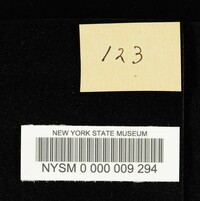 123
NEW YORK STATE MUSEUM
NYSM 0 000 009 294